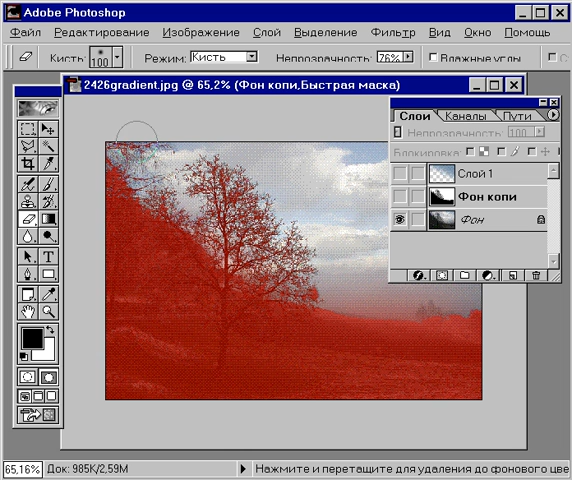 Adobe Photoshop
Файл Редактирование Изображение Слой Выделение Фильтр Вид Окно Помощь
Кисть: 100 Режим: Кисть Непрозрачность: 76% Влажные углы
2426gradient.jpg @ 65,2% (Фон копи,Быстрая маска)
Слои Каналы Пути
Непрозрачность: 100
Блокировка:
Слой 1
Фон копи
Фон
T
65,16% Док: 985K/2,59M Нажмите и перетащите для удаления до фонового цве